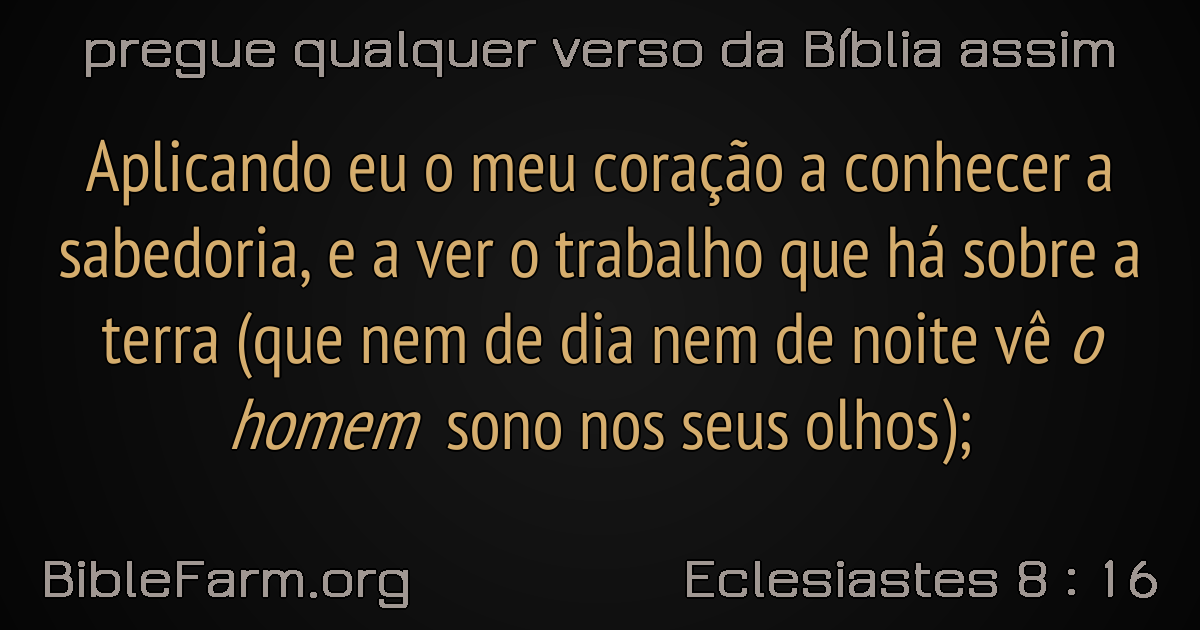 pregue qualquer verso da Bíblia assim
Aplicando eu o meu coração a conhecer a
sabedoria, e a ver o trabalho que há sobre a
terra (que nem de dia nem de noite vê o
homem sono nos seus olhos);
BibleFarm.org
Eclesiastes 8 : 16